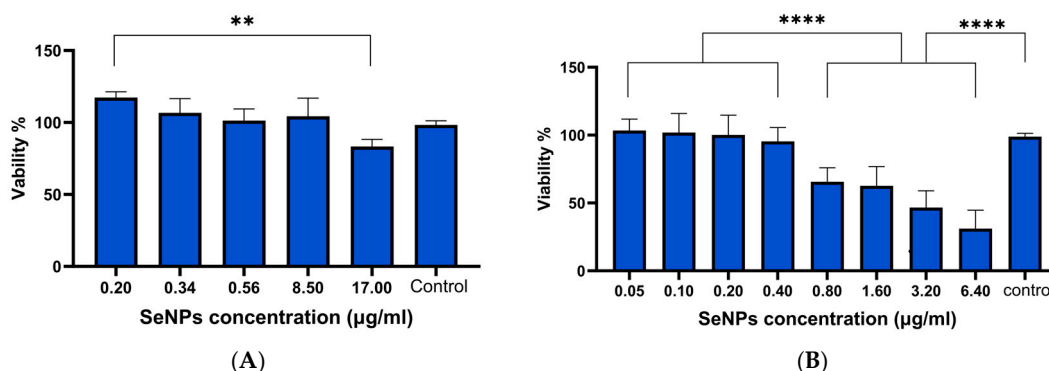 **
150
100
50
0
Vability %
0.20 0.34 0.56 8.50 17.00 Control
SeNPs concentration (µg/ml)
(A)
**** ****
150
100
50
0
Viability %
0.05 0.10 0.20 0.40 0.80 1.60 3.20 6.40 contro
SeNPs concentration (µg/ml)
(B)